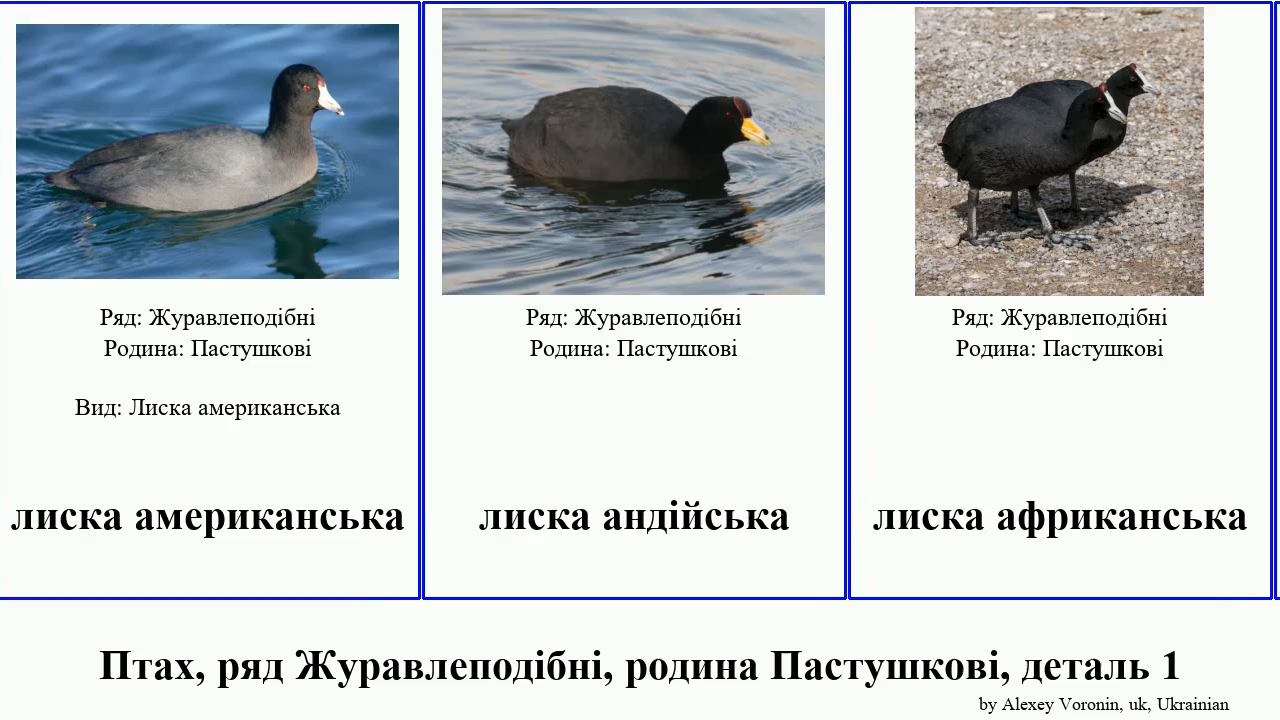 Ряд: Журавлеподібні
Родина: Пастушкові
Вид: Лиска американська
лиска американська
Ряд: Журавлеподібні
Родина: Пастушкові
лиска андійська
Ряд: Журавлеподібні
Родина: Пастушкові
лиска африканська
Птах, ряд Журавлеподібні, родина Пастушкові, деталь 1
by Alexey Voronin, uk, Ukrainian